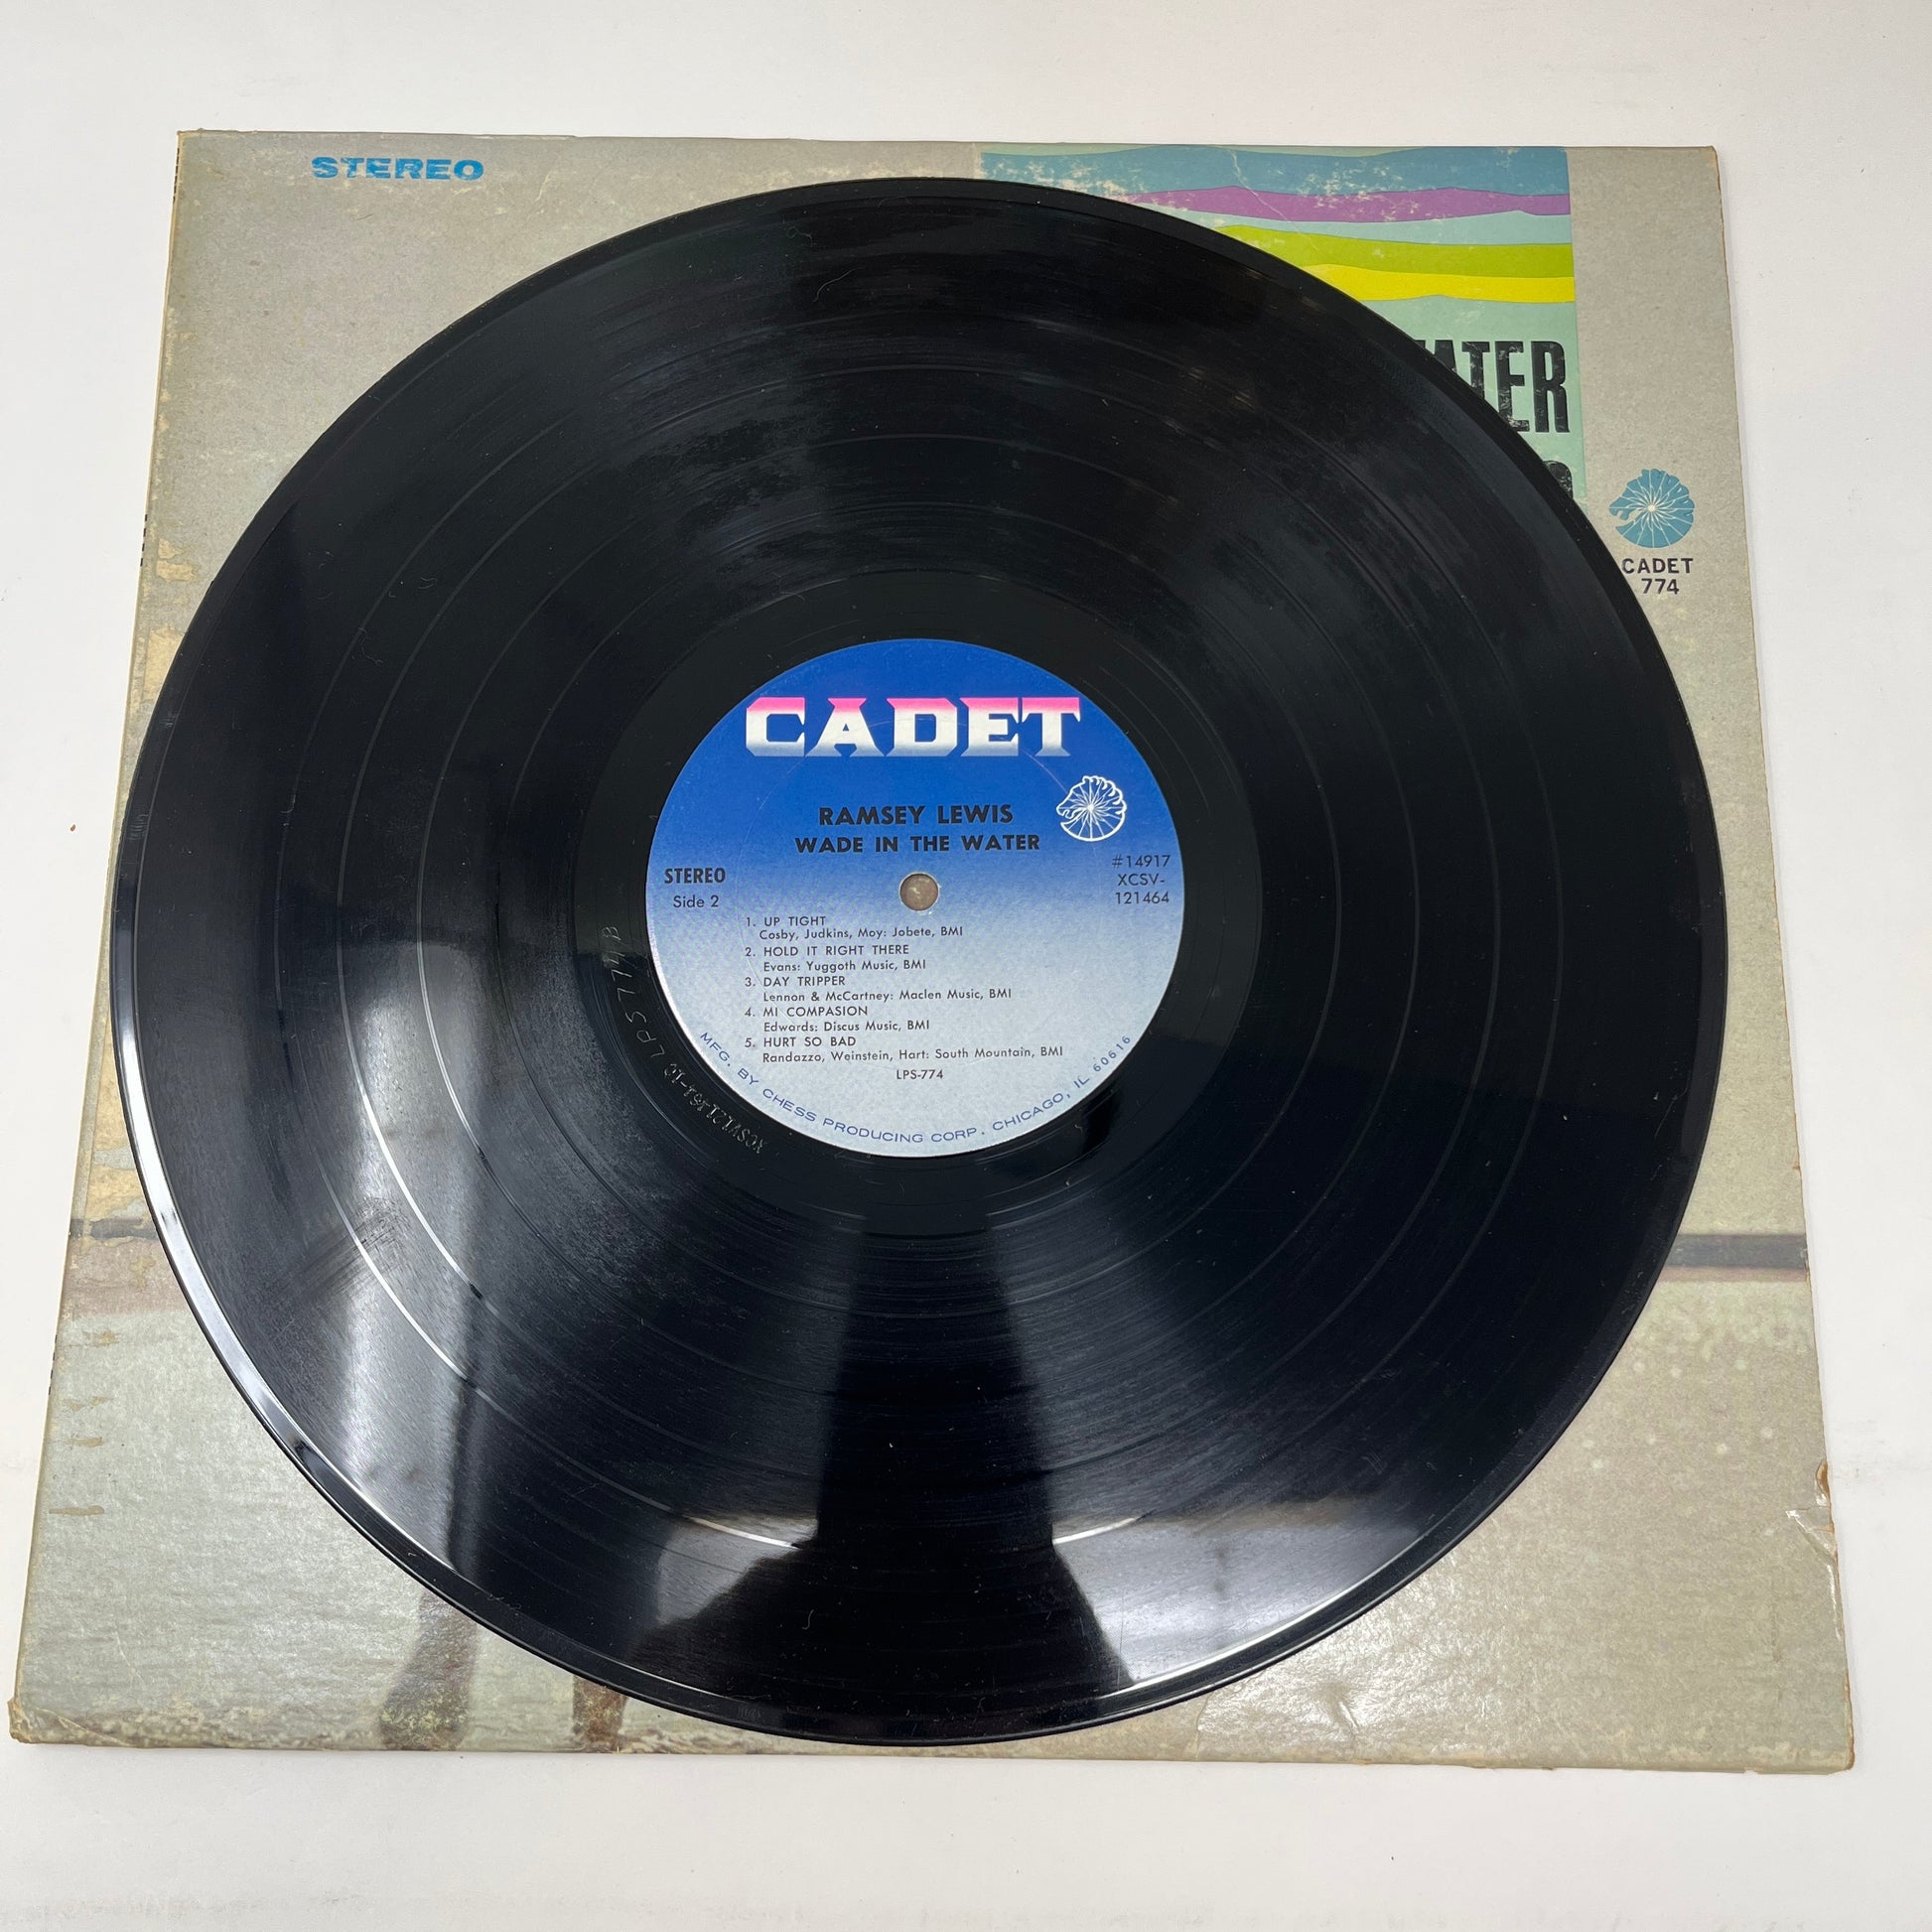 STEREO
WATER
CADET
774
CADET
RAMSEY LEWIS
WADE IN THE WATER
STEREO
Side 2
#14917
XCSV-
121464
1. UP TIGHT
Cosby, Judkins, Moy: Jobete, BMI
2. HOLD IT RIGHT THERE
Evans: Yuggoth Music, BMI
3. DAY TRIPPER
Lennon & McCartney: Maclen Music, BMI
4. MI COMPASION
Edwards: Discus Music, BMI
5. HURT SO BAD
Randazzo, Weinstein, Hart: South Mountain, BMI
LPS-774
MFG. BY CHESS PRODUCING CORP. CHICAGO, IL 60616
LPS 774 B